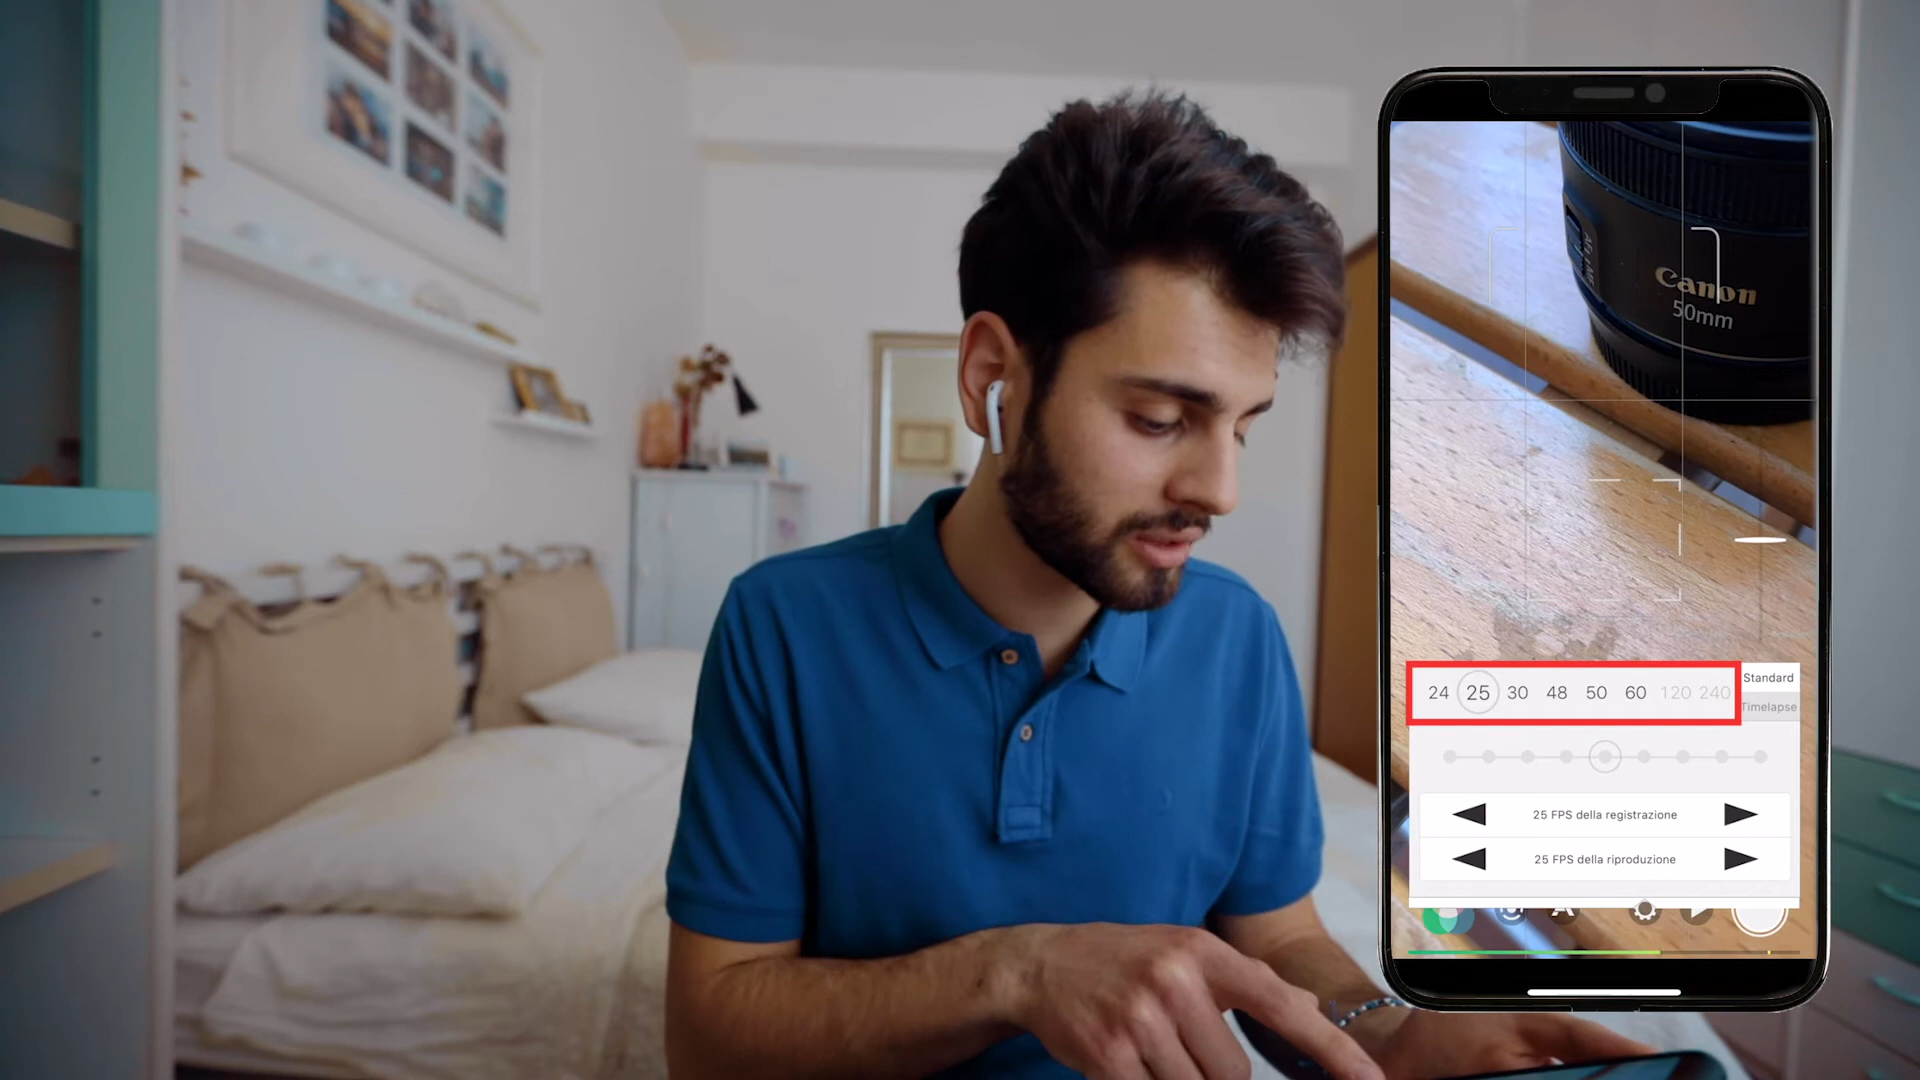 Canon
50mm
24 25 30 48 50 60 120 240
Standard
Timelapse
25 FPS della registrazione
25 FPS della riproduzione